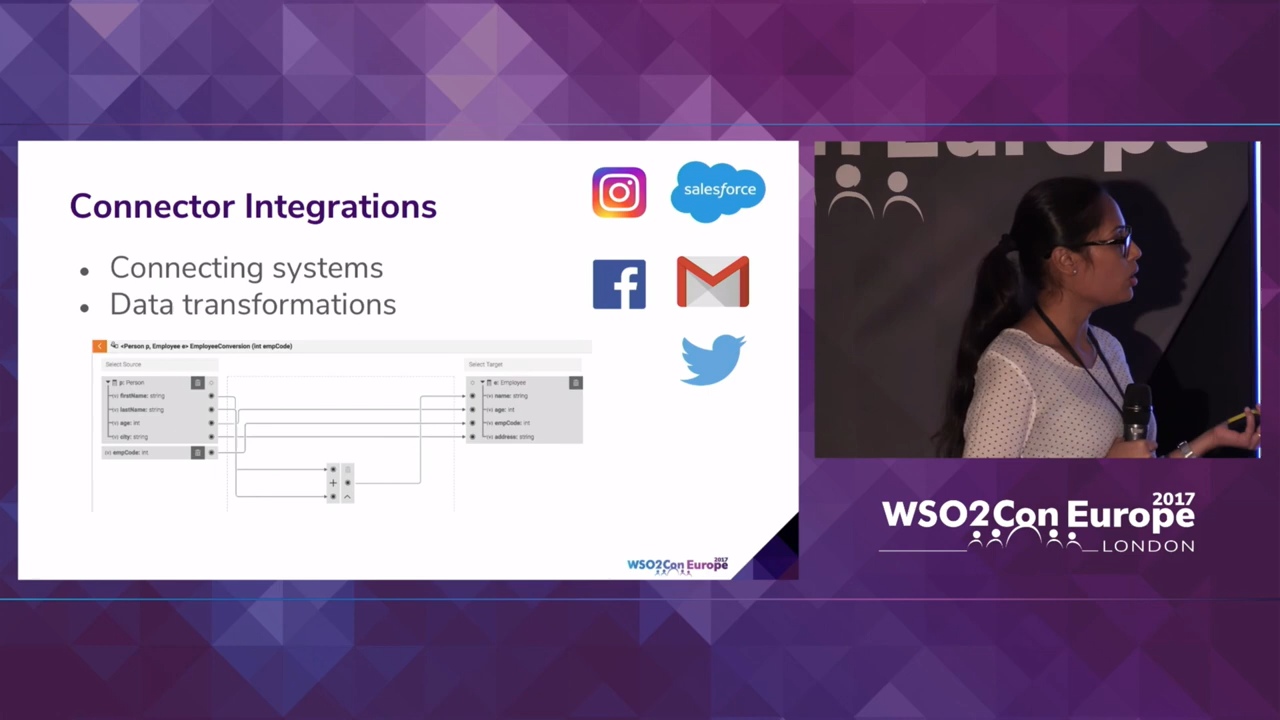 Connector Integrations
• Connecting systems
• Data transformations
salesforce
<Person p, Employee e> EmployeeConversion (int empCode)
Select Source
Select Target
p: Person
firstName: string
lastName: string
age: int
city: string
empCode: int
e: Employee
name: string
age: int
empCode: int
address: string
+
WSO2Con Europe 2017
n Europe
WSO2Con Europe 2017
LONDON